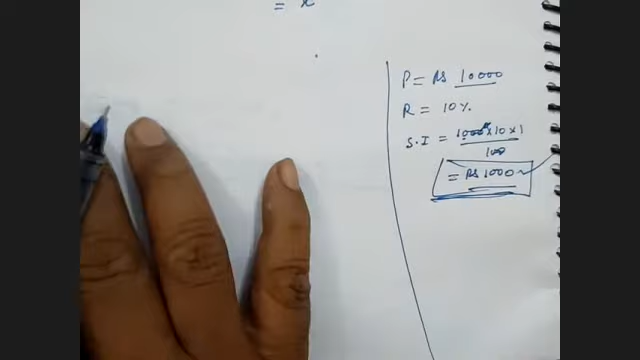 = x
P = Rs 10000
R = 10%
S.I = 10000 × 10 × 1
100
= Rs 1000